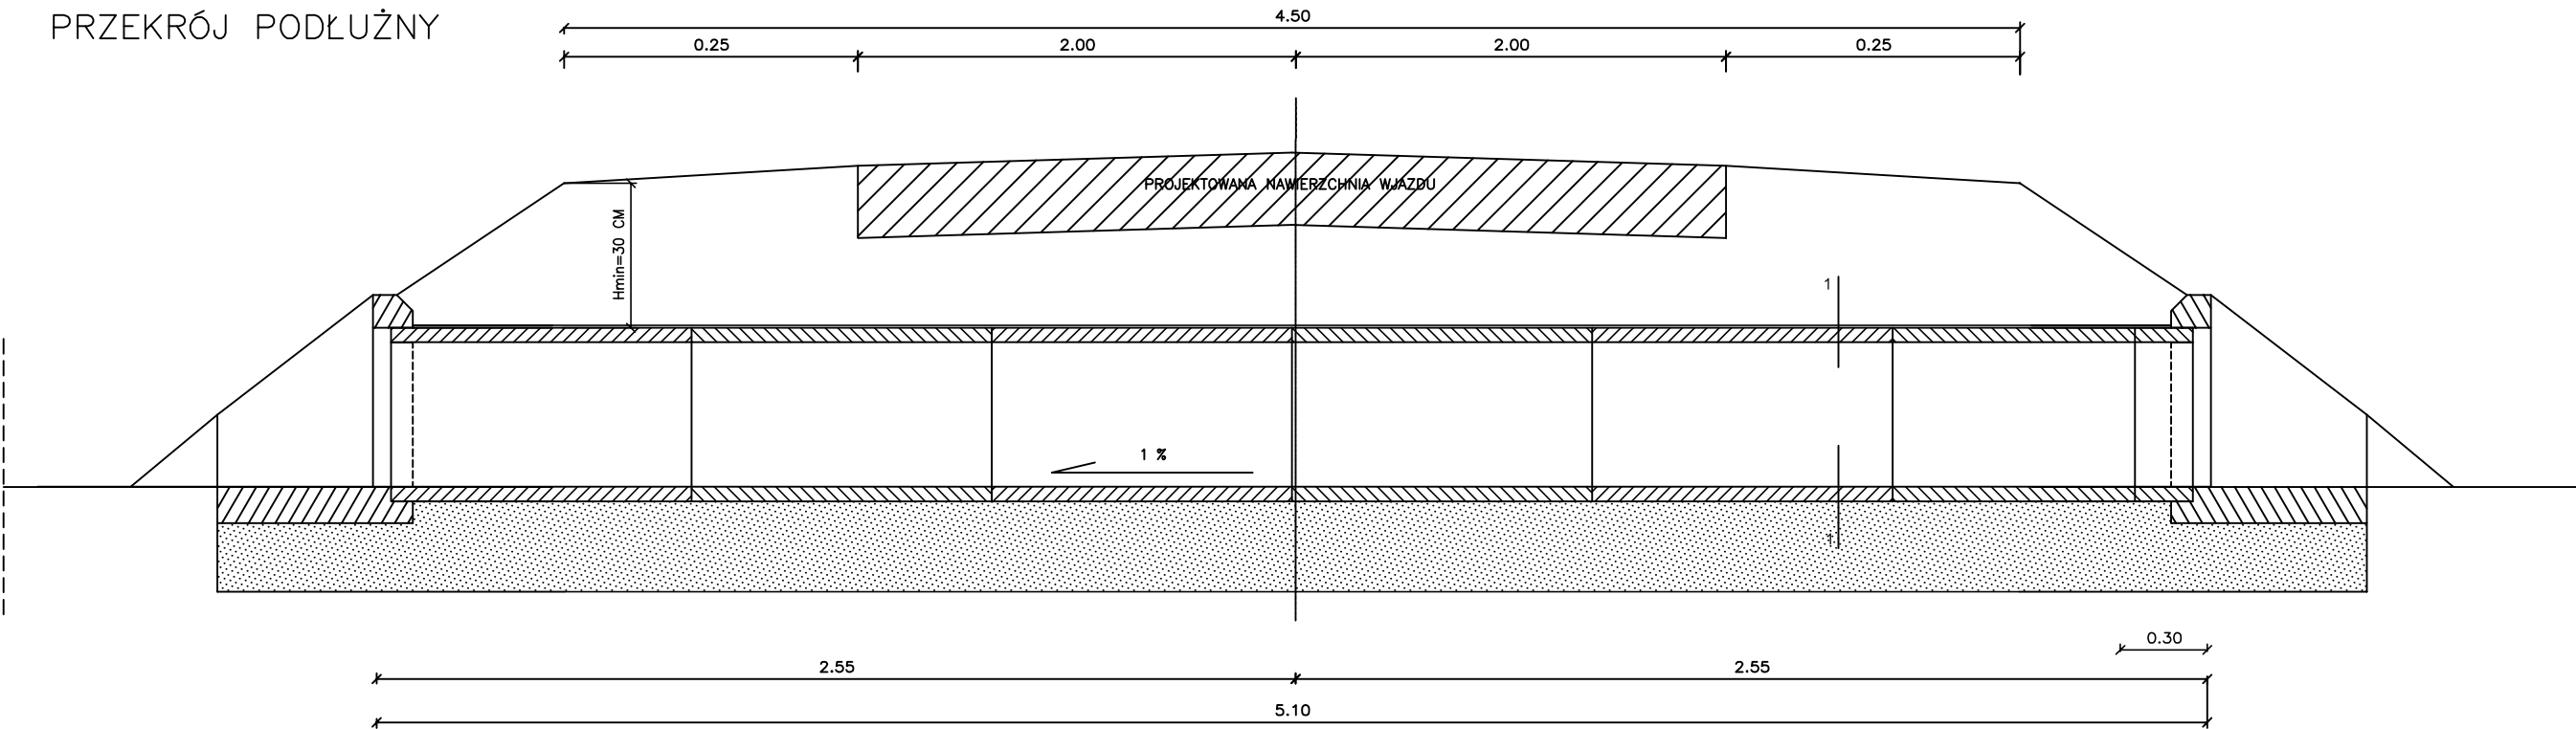 PRZEKRÓJ PODŁUŻNY
4.50
0.25 2.00 2.00 0.25
PROJEKTOWANA NAWIERZCHNIA WJAZDU
Hmin=30 CM
1
1 %
1
0.30
2.55 2.55
5.10